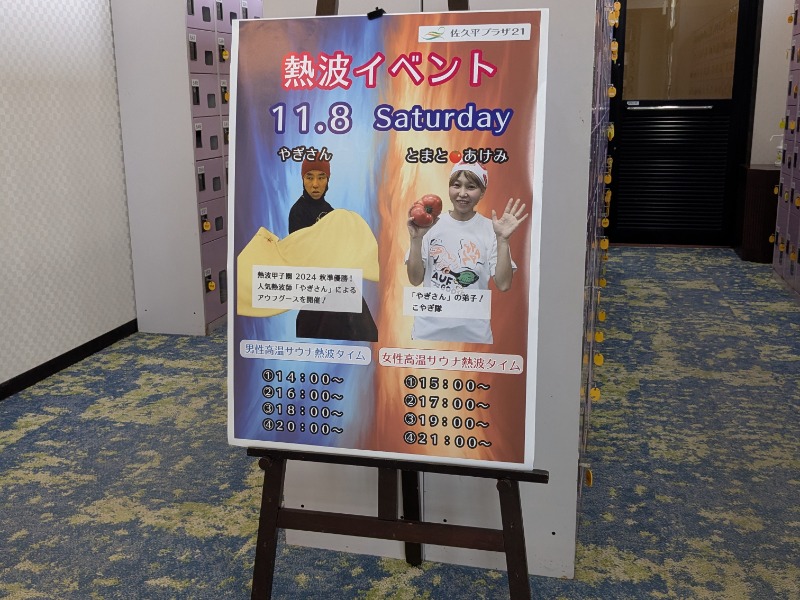 佐久平プラザ21
熱波イベント
11.8 Saturday
やぎさん
とまと🍅あけみ
熱波甲子園 2024 秋準優勝!
人気熱波師「やぎさん」による
アウフグースを開催!
「やぎさん」の弟子!
こやぎ隊
AUF
男性高温サウナ熱波タイム
①14:00~
②16:00~
③18:00~
④20:00~
女性高温サウナ熱波タイム
①15:00~
②17:00~
③19:00~
④21:00~